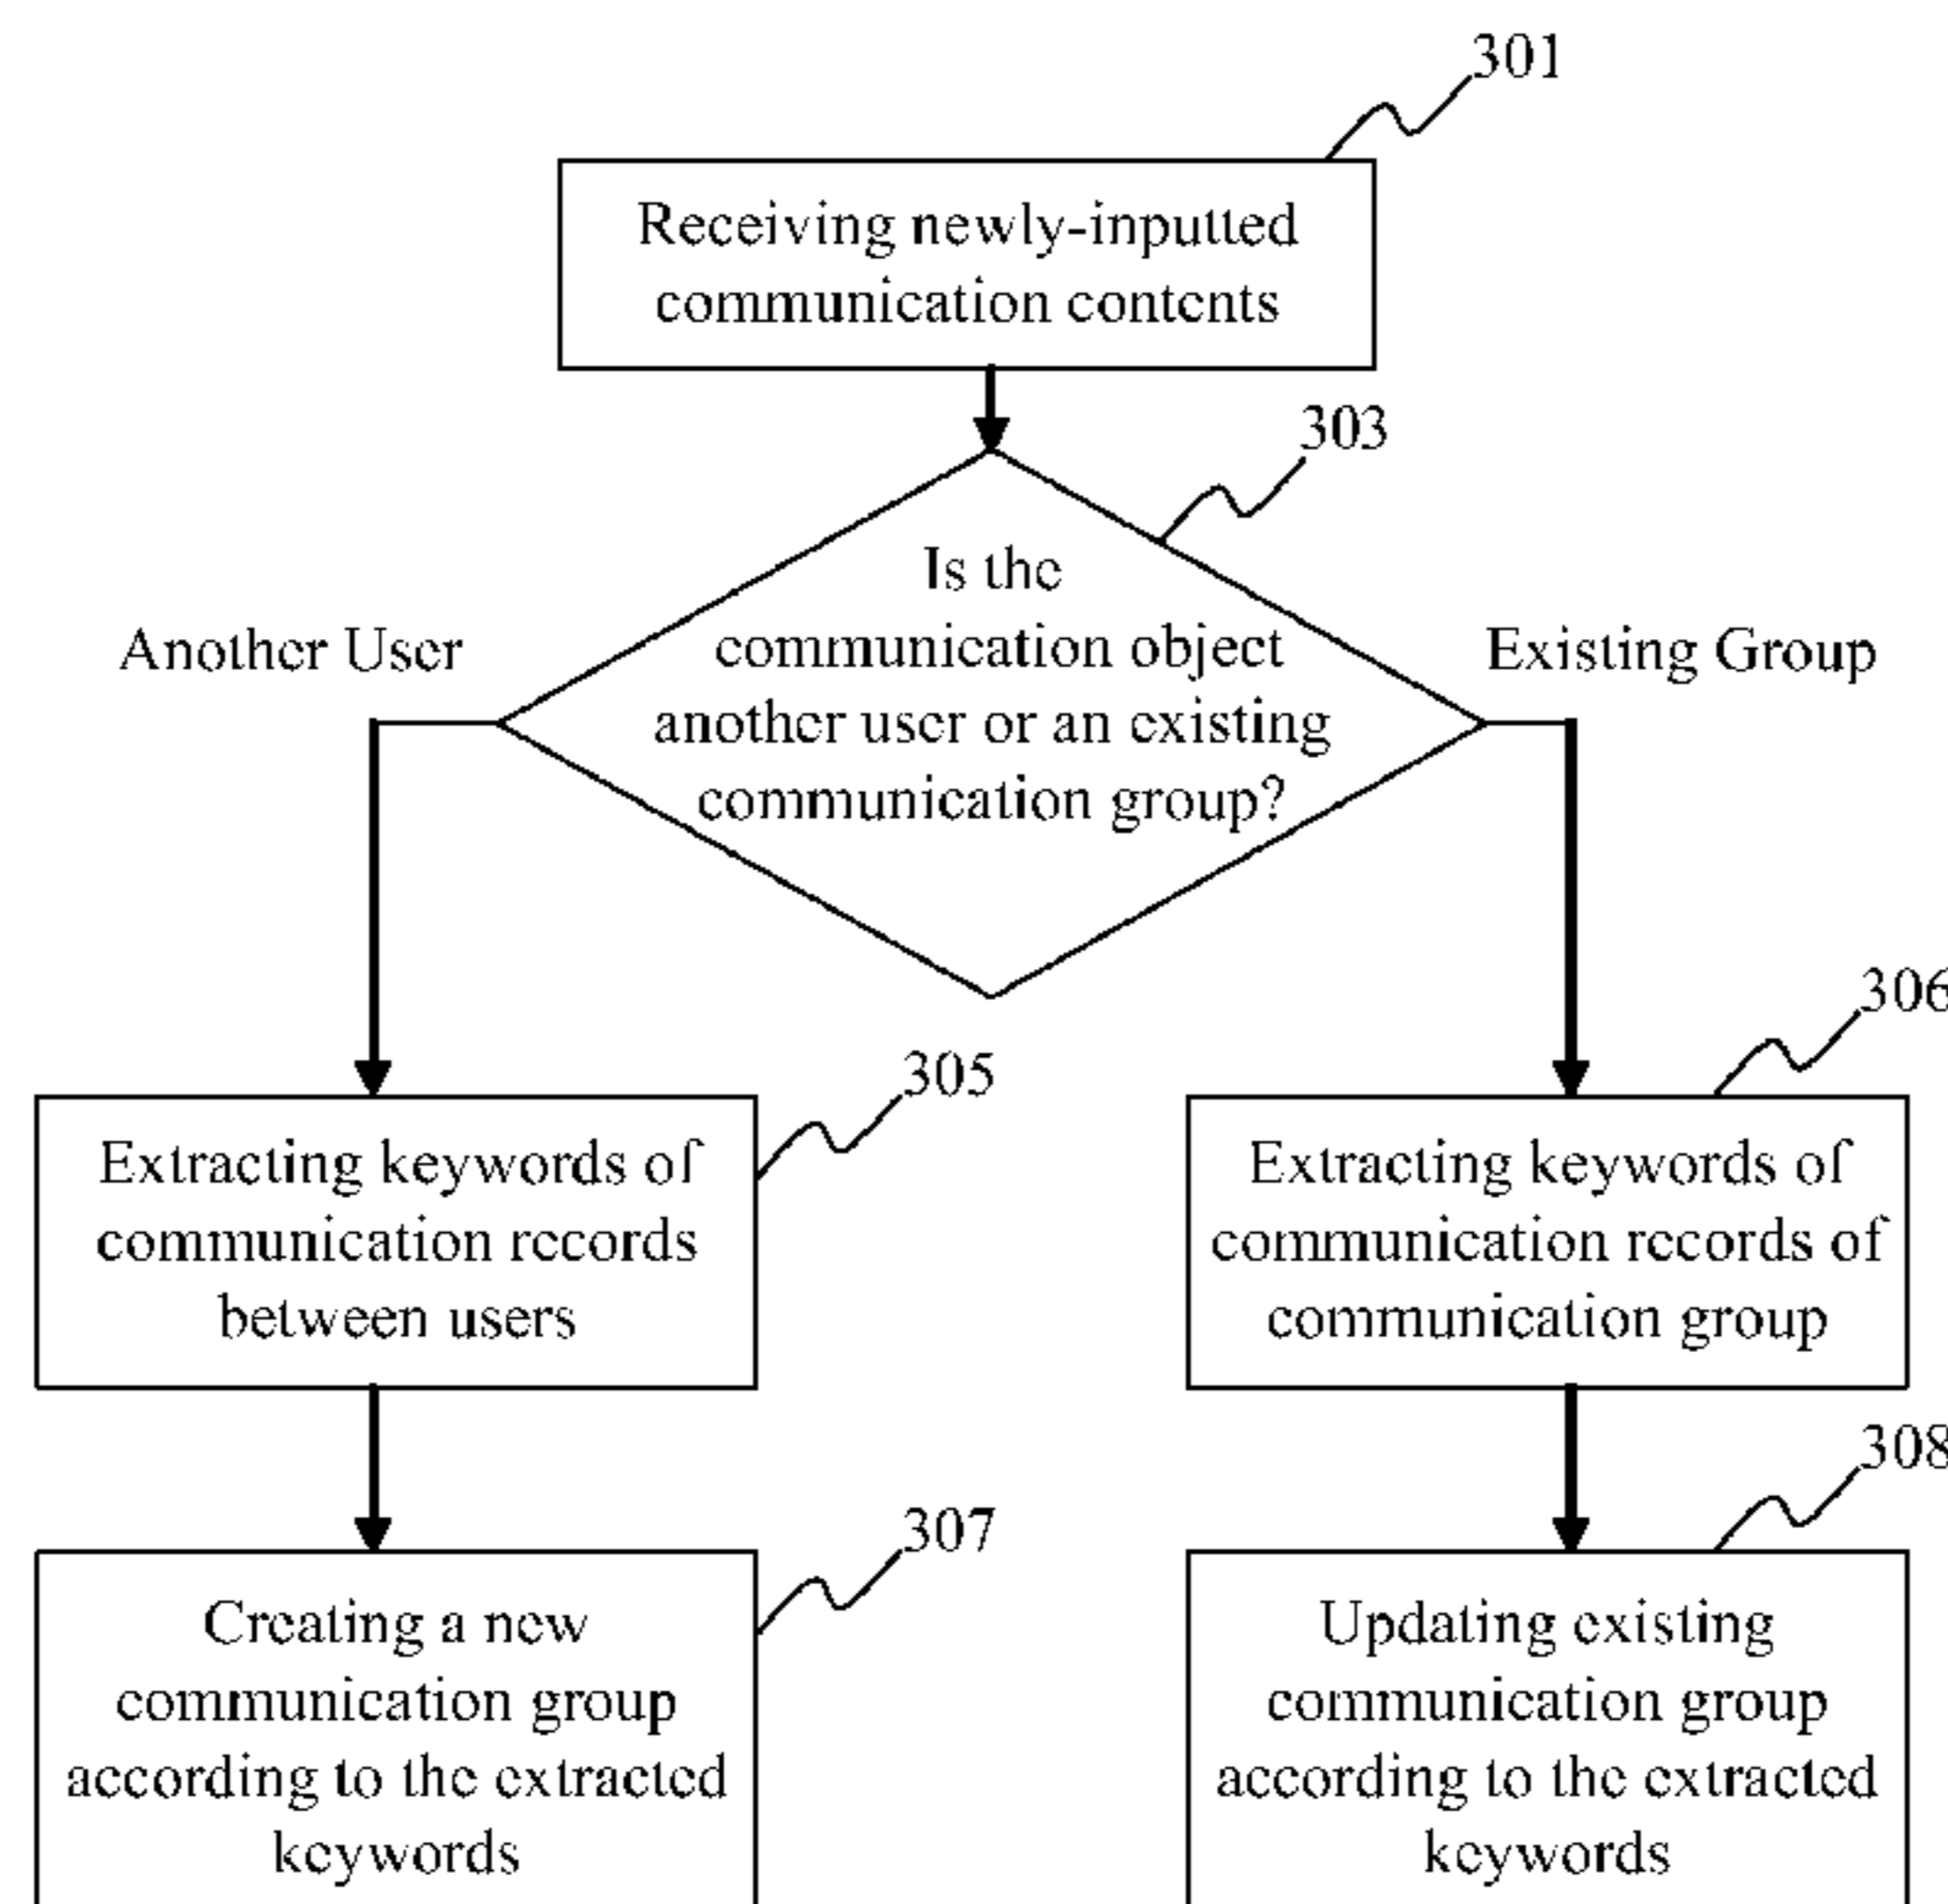 301
Receiving newly-inputted
communication contents
303
Is the
communication object
another user or an existing
communication group?
Another User
Existing Group
305
Extracting keywords of
communication records
between users
306
Extracting keywords of
communication records of
communication group
307
Creating a new
communication group
according to the extracted
keywords
308
Updating existing
communication group
according to the extracted
keywords